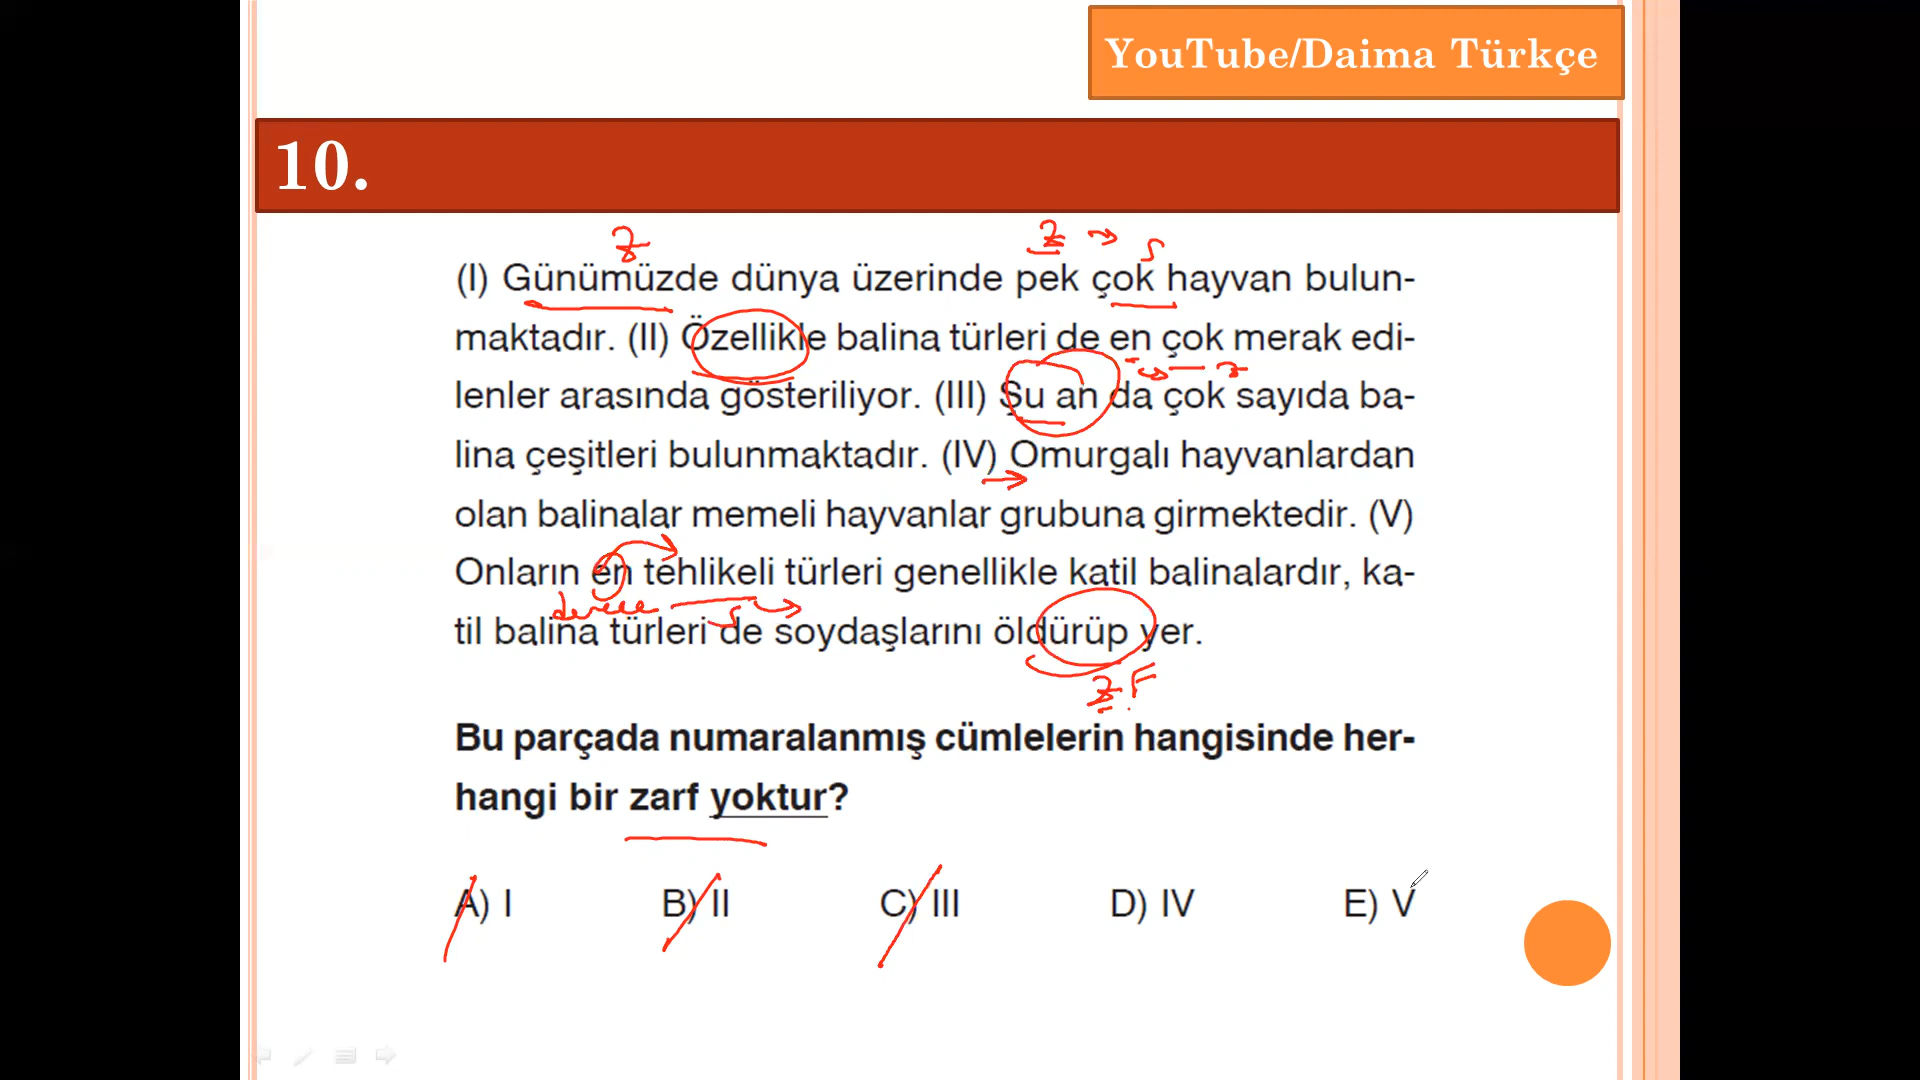 YouTube/Daima Türkçe
10.
z
z s
(I) Günümüzde dünya üzerinde pek çok hayvan bulun-
maktadır. (II) Özellikle balina türleri de en çok merak edi-
z
lenler arasında gösteriliyor. (III) Şu an da çok sayıda ba-
lina çeşitleri bulunmaktadır. (IV) Omurgalı hayvanlardan
olan balinalar memeli hayvanlar grubuna girmektedir. (V)
Onların en tehlikeli türleri genellikle katil balinalardır, ka-
derece s
til balina türleri de soydaşlarını öldürüp yer.
z F
Bu parçada numaralanmış cümlelerin hangisinde her-
hangi bir zarf yoktur?
A) I B) II C) III D) IV E) V